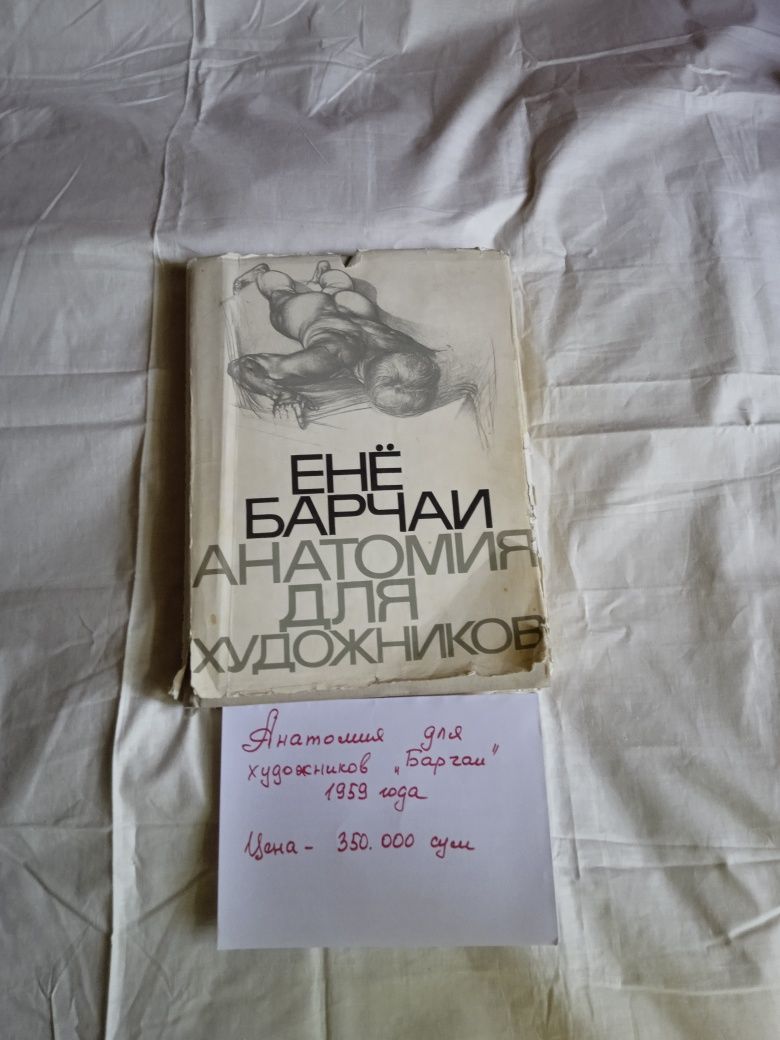 ЕНЁ
БАРЧАИ
АНАТОМИЯ
ДЛЯ
ХУДОЖНИКОВ
Анатомия для
художников „Барчаи"
1959 года
Цена - 350.000 сум